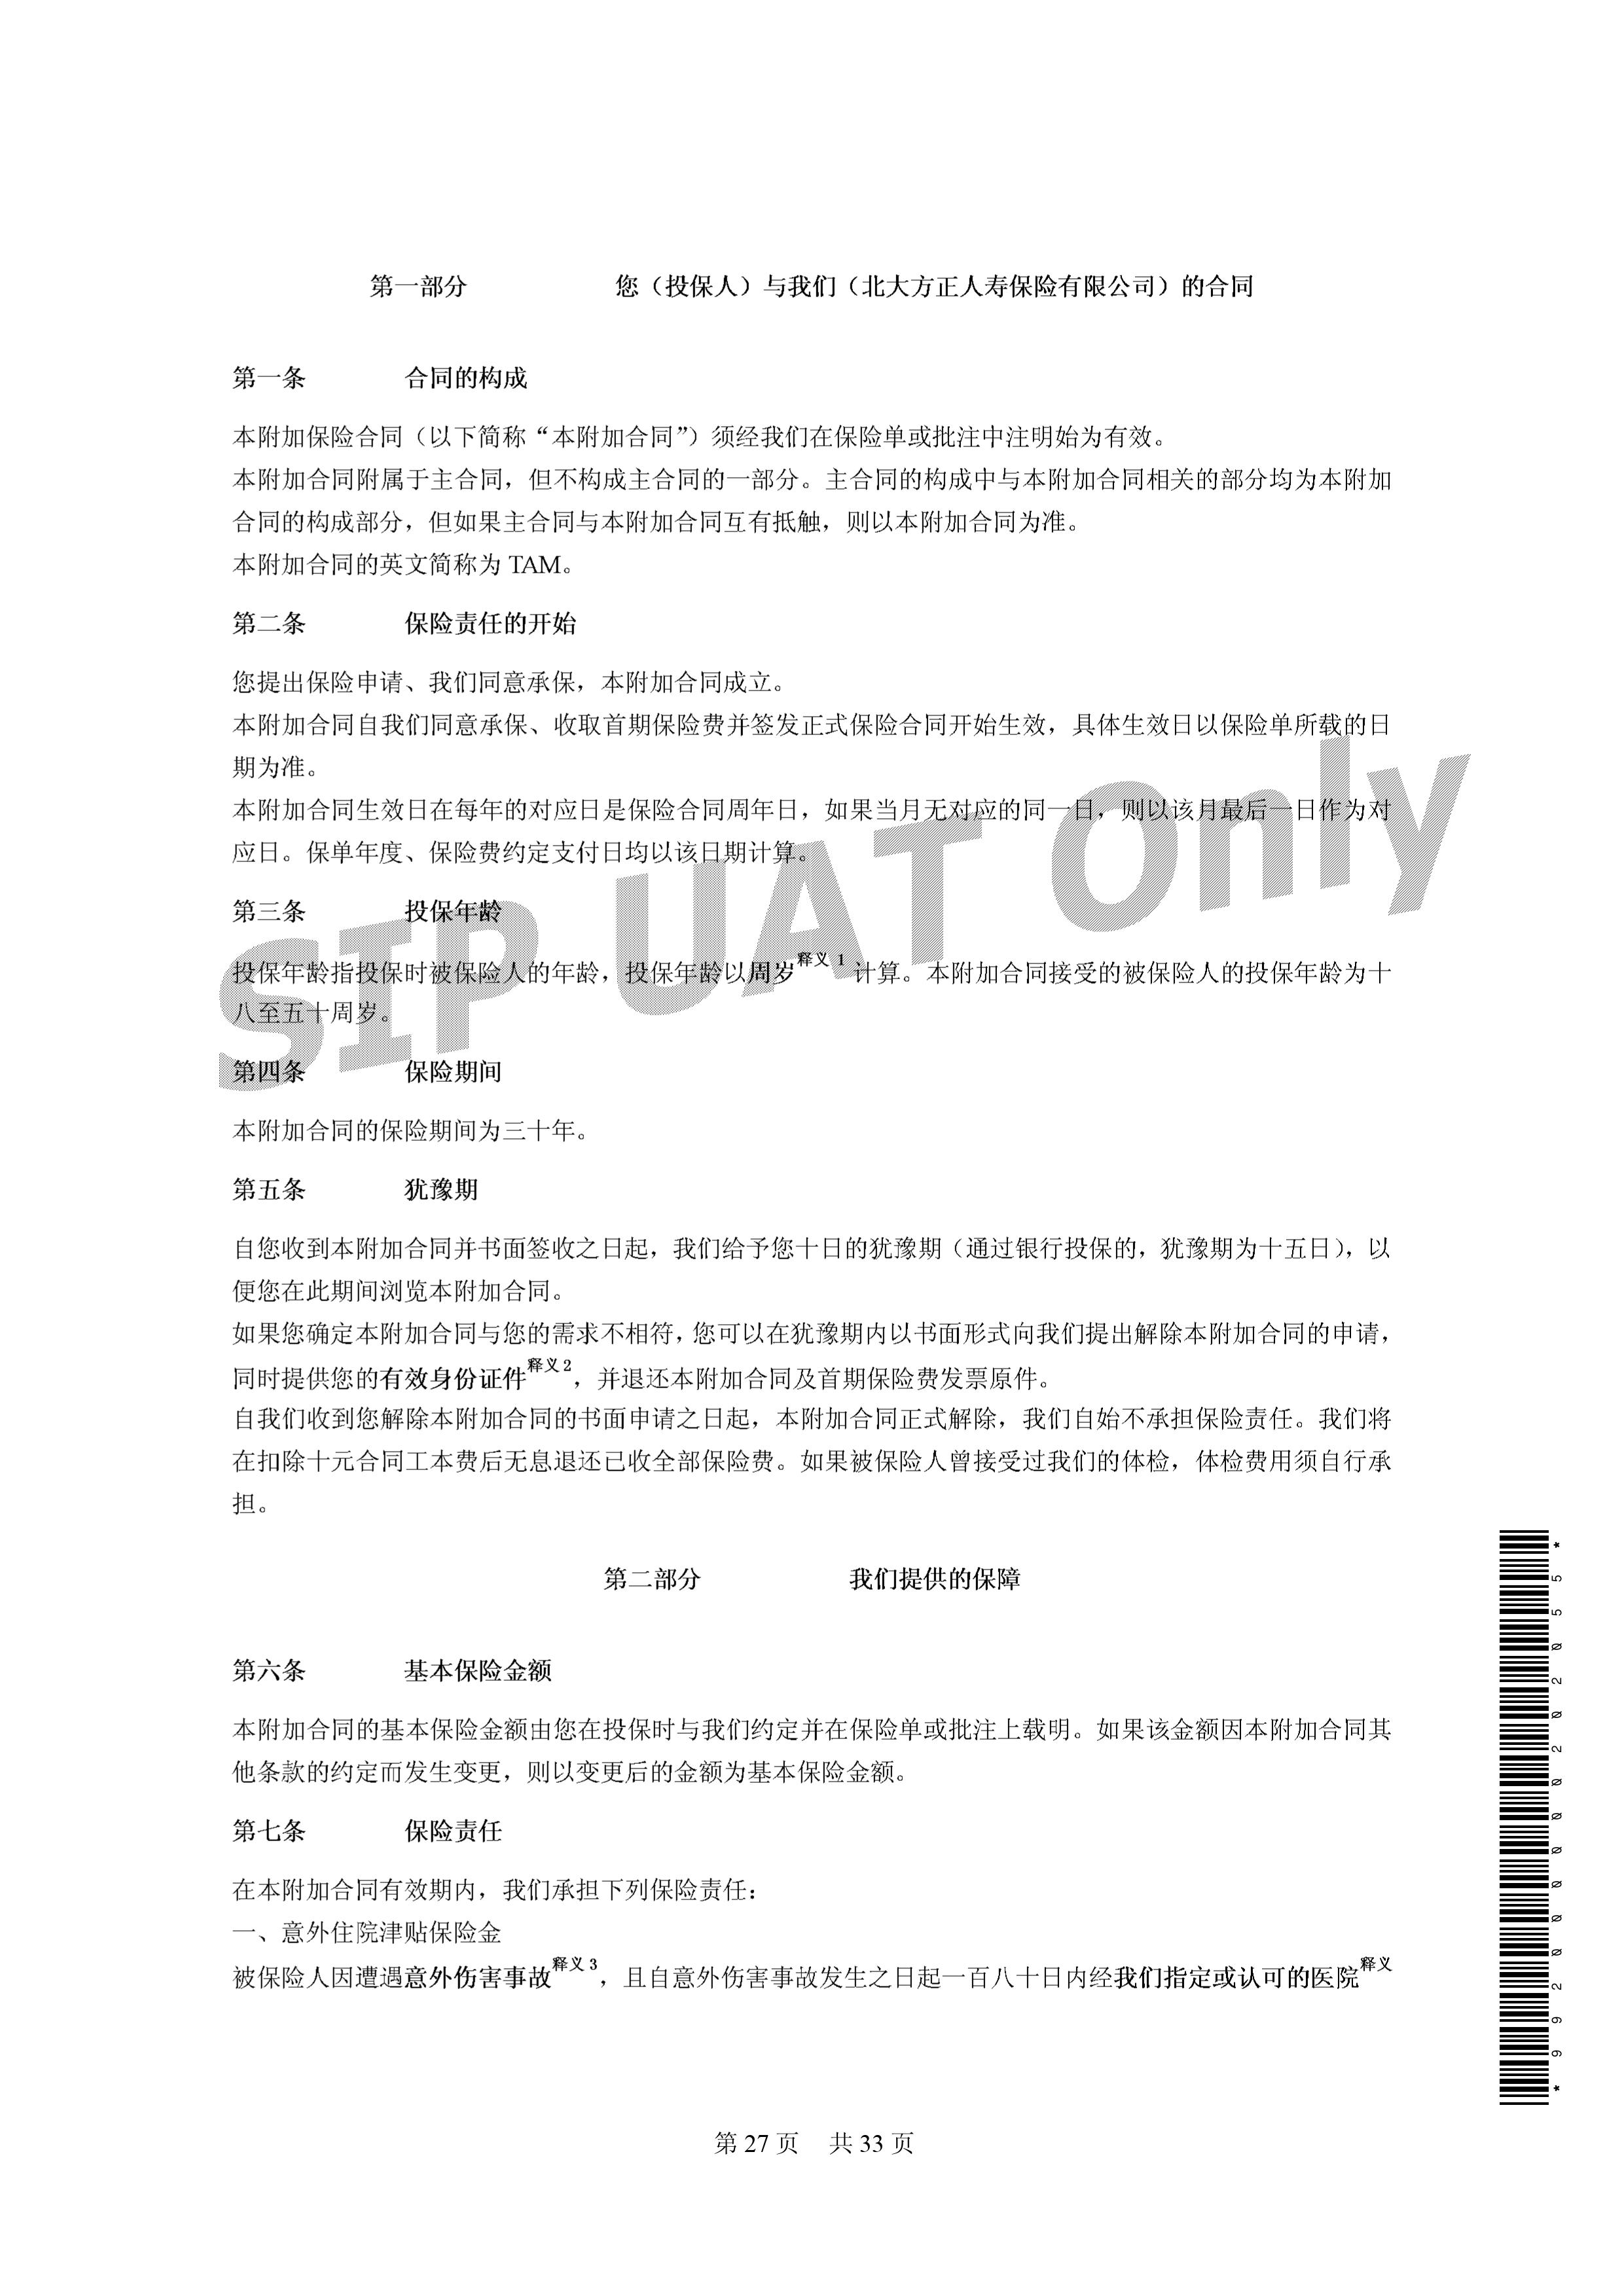 第一部分 您（投保人）与我们（北大方正人寿保险有限公司）的合同
第一条 合同的构成
本附加保险合同（以下简称“本附加合同”）须经我们在保险单或批注中注明始为有效。
本附加合同附属于主合同，但不构成主合同的一部分。主合同的构成中与本附加合同相关的部分均为本附加
合同的构成部分，但如果主合同与本附加合同互有抵触，则以本附加合同为准。
本附加合同的英文简称为 TAM。
第二条 保险责任的开始
您提出保险申请、我们同意承保，本附加合同成立。
本附加合同自我们同意承保、收取首期保险费并签发正式保险合同开始生效，具体生效日以保险单所载的日
期为准。
本附加合同生效日在每年的对应日是保险合同周年日，如果当月无对应的同一日，则以该月最后一日作为对
应日。保单年度、保险费约定支付日均以该日期计算。
第三条 投保年龄
投保年龄指投保时被保险人的年龄，投保年龄以周岁释义 1 计算。本附加合同接受的被保险人的投保年龄为十
八至五十周岁。
第四条 保险期间
本附加合同的保险期间为三十年。
第五条 犹豫期
自您收到本附加合同并书面签收之日起，我们给予您十日的犹豫期（通过银行投保的，犹豫期为十五日），以
便您在此期间浏览本附加合同。
如果您确定本附加合同与您的需求不相符，您可以在犹豫期内以书面形式向我们提出解除本附加合同的申请，
同时提供您的有效身份证件释义 2，并退还本附加合同及首期保险费发票原件。
自我们收到您解除本附加合同的书面申请之日起，本附加合同正式解除，我们自始不承担保险责任。我们将
在扣除十元合同工本费后无息退还已收全部保险费。如果被保险人曾接受过我们的体检，体检费用须自行承
担。
第二部分 我们提供的保障
第六条 基本保险金额
本附加合同的基本保险金额由您在投保时与我们约定并在保险单或批注上载明。如果该金额因本附加合同其
他条款的约定而发生变更，则以变更后的金额为基本保险金额。
第七条 保险责任
在本附加合同有效期内，我们承担下列保险责任：
一、意外住院津贴保险金
被保险人因遭遇意外伤害事故释义 3，且自意外伤害事故发生之日起一百八十日内经我们指定或认可的医院释义
第 27 页 共 33 页
SIP UAT Only
*992000000202055*